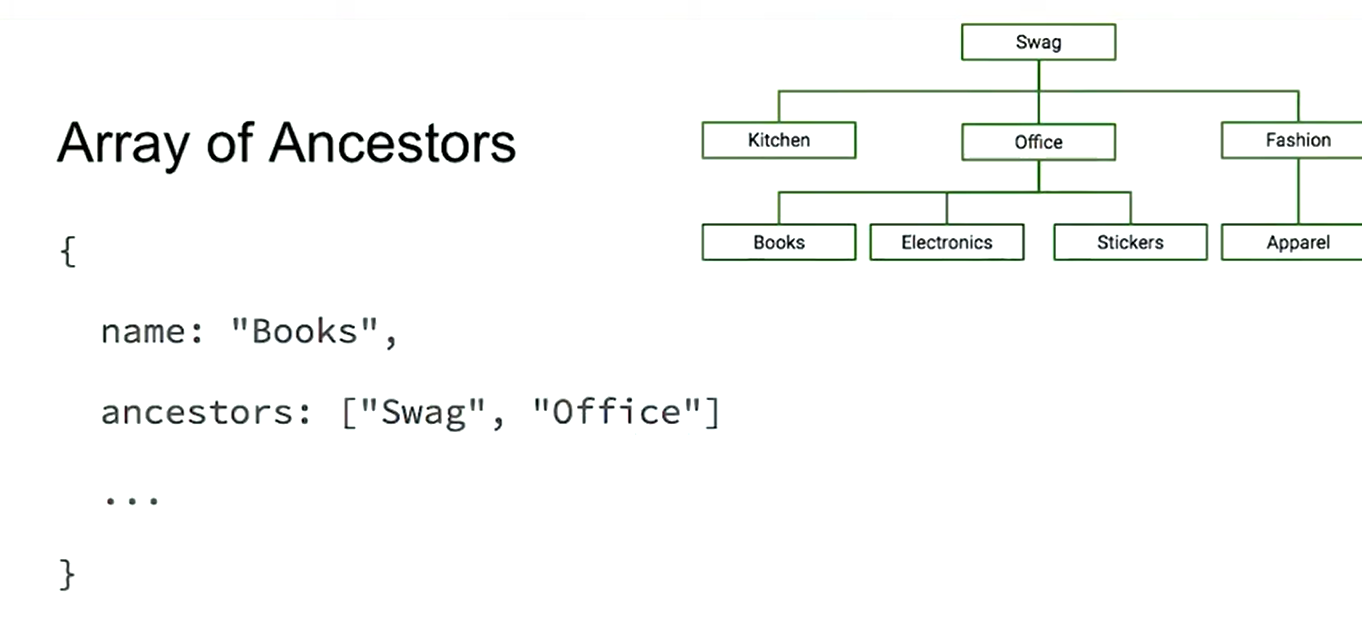 Swag
Kitchen
Office
Fashion
Books
Electronics
Stickers
Apparel
Array of Ancestors
{
name: "Books",
ancestors: ["Swag", "Office"]
...
}